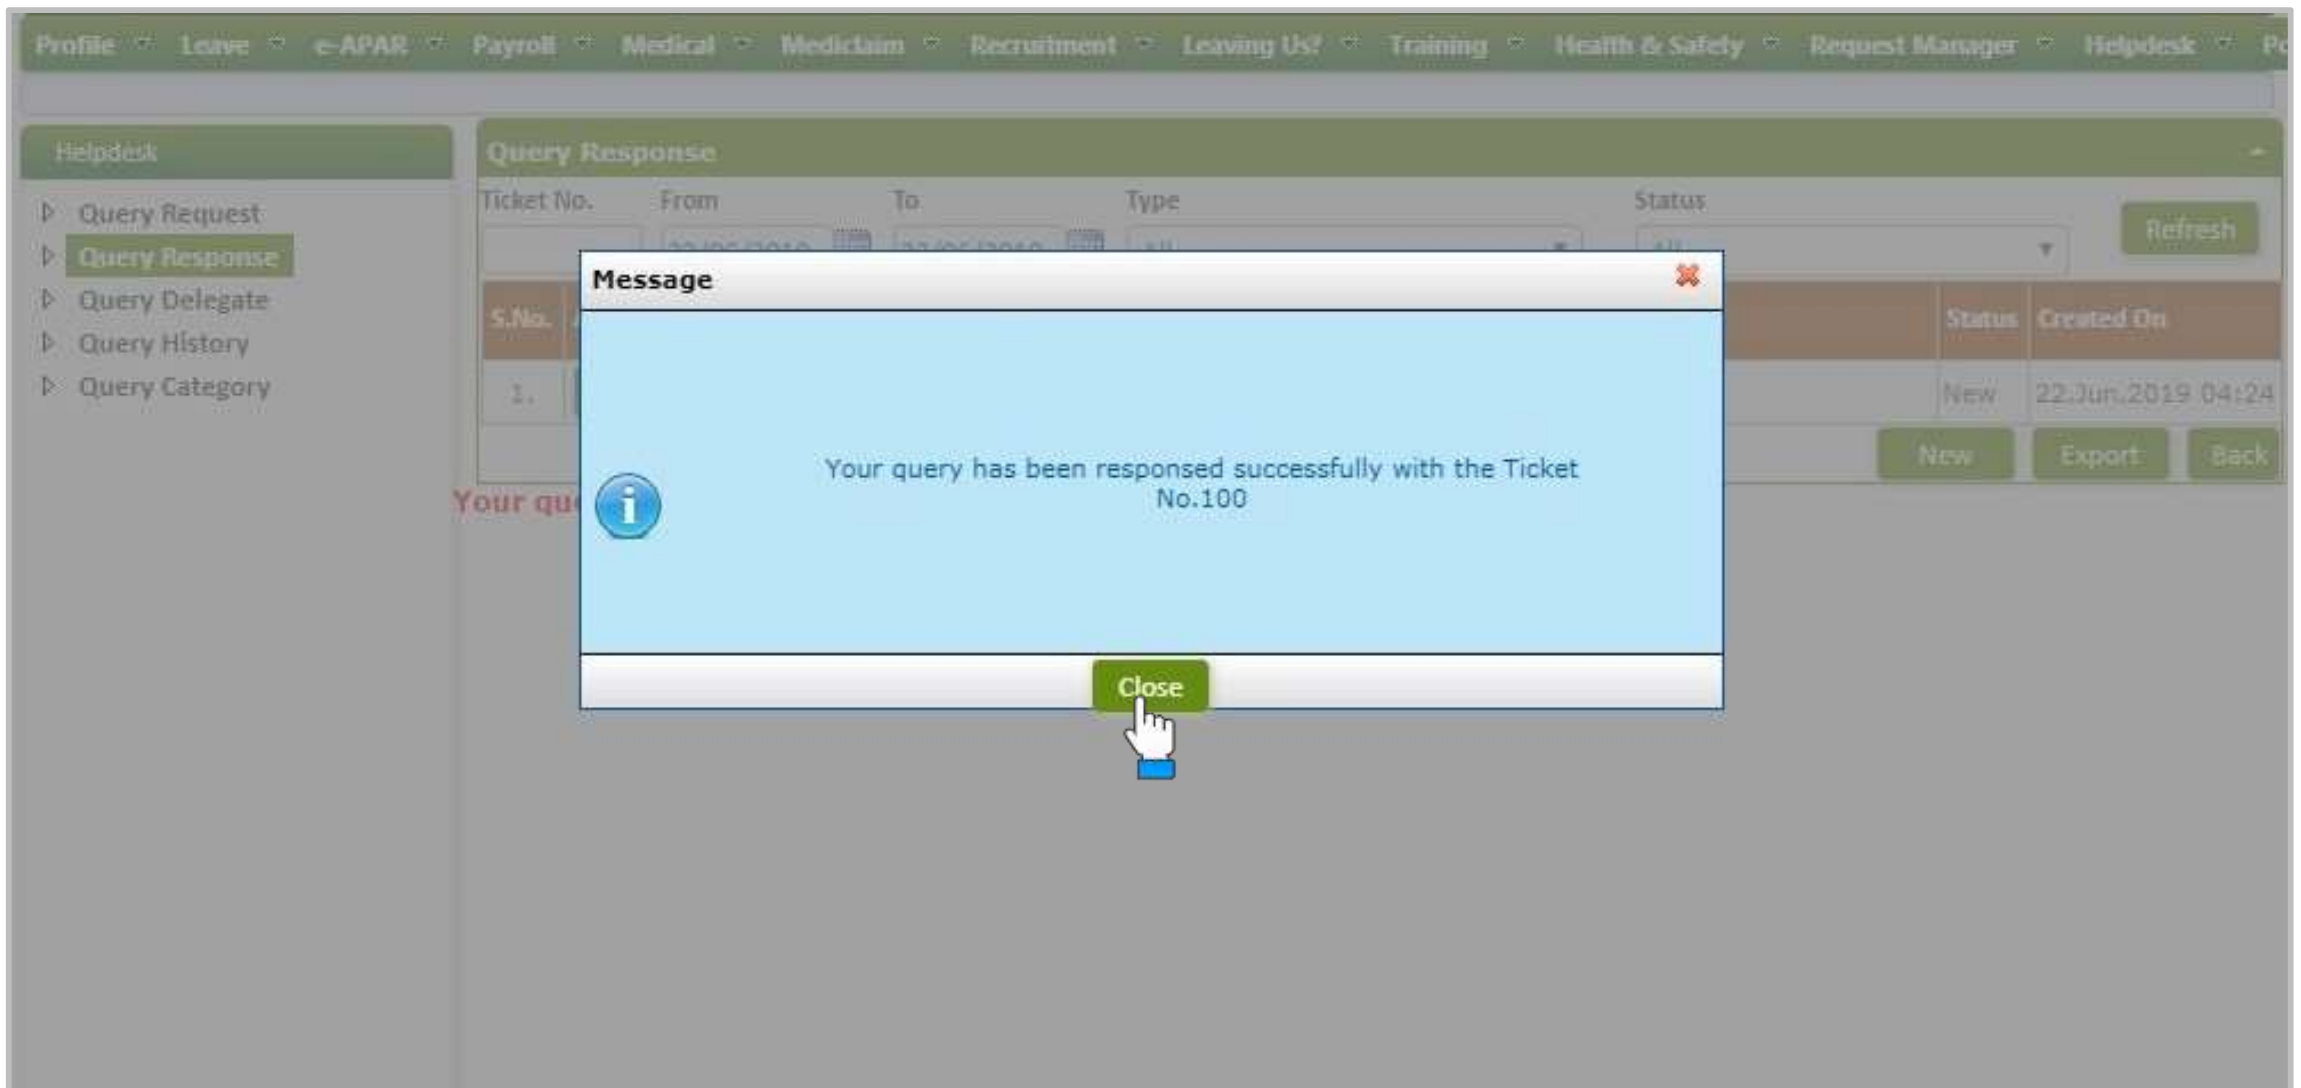 Profile Leave e-APAR Payroll Medical Mediclaim Recruitment Leaving Us? Training Health & Safety Request Manager Helpdesk
Helpdesk
Query Request
Query Response
Query Delegate
Query History
Query Category
Query Response
Ticket No. From To Type Status
All All Refresh
S.No. Status Created On
1. New 22.Jun.2019 04:24
New Export Back
Your
Message
Your query has been responsed successfully with the Ticket
No.100
Close